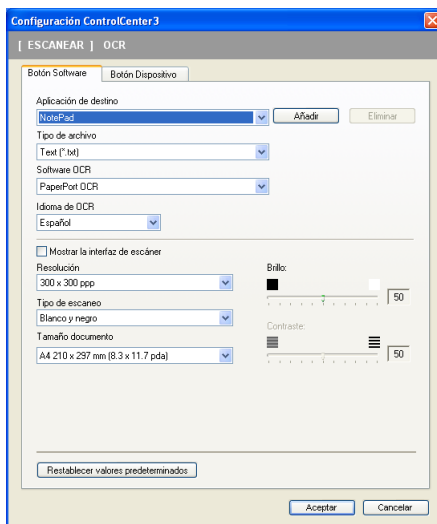 Configuración ControlCenter3
[ ESCANEAR ] OCR
Botón Software Botón Dispositivo
Aplicación de destino
NotePad Añadir Eliminar
Tipo de archivo
Text (*.txt)
Software OCR
PaperPort OCR
Idioma de OCR
Español
Mostrar la interfaz de escáner
Resolución Brillo:
300 x 300 ppp
50
Tipo de escaneo
Blanco y negro
Contraste:
Tamaño documento
A4 210 x 297 mm (8.3 x 11.7 pda) 50
Restablecer valores predeterminados
Aceptar Cancelar